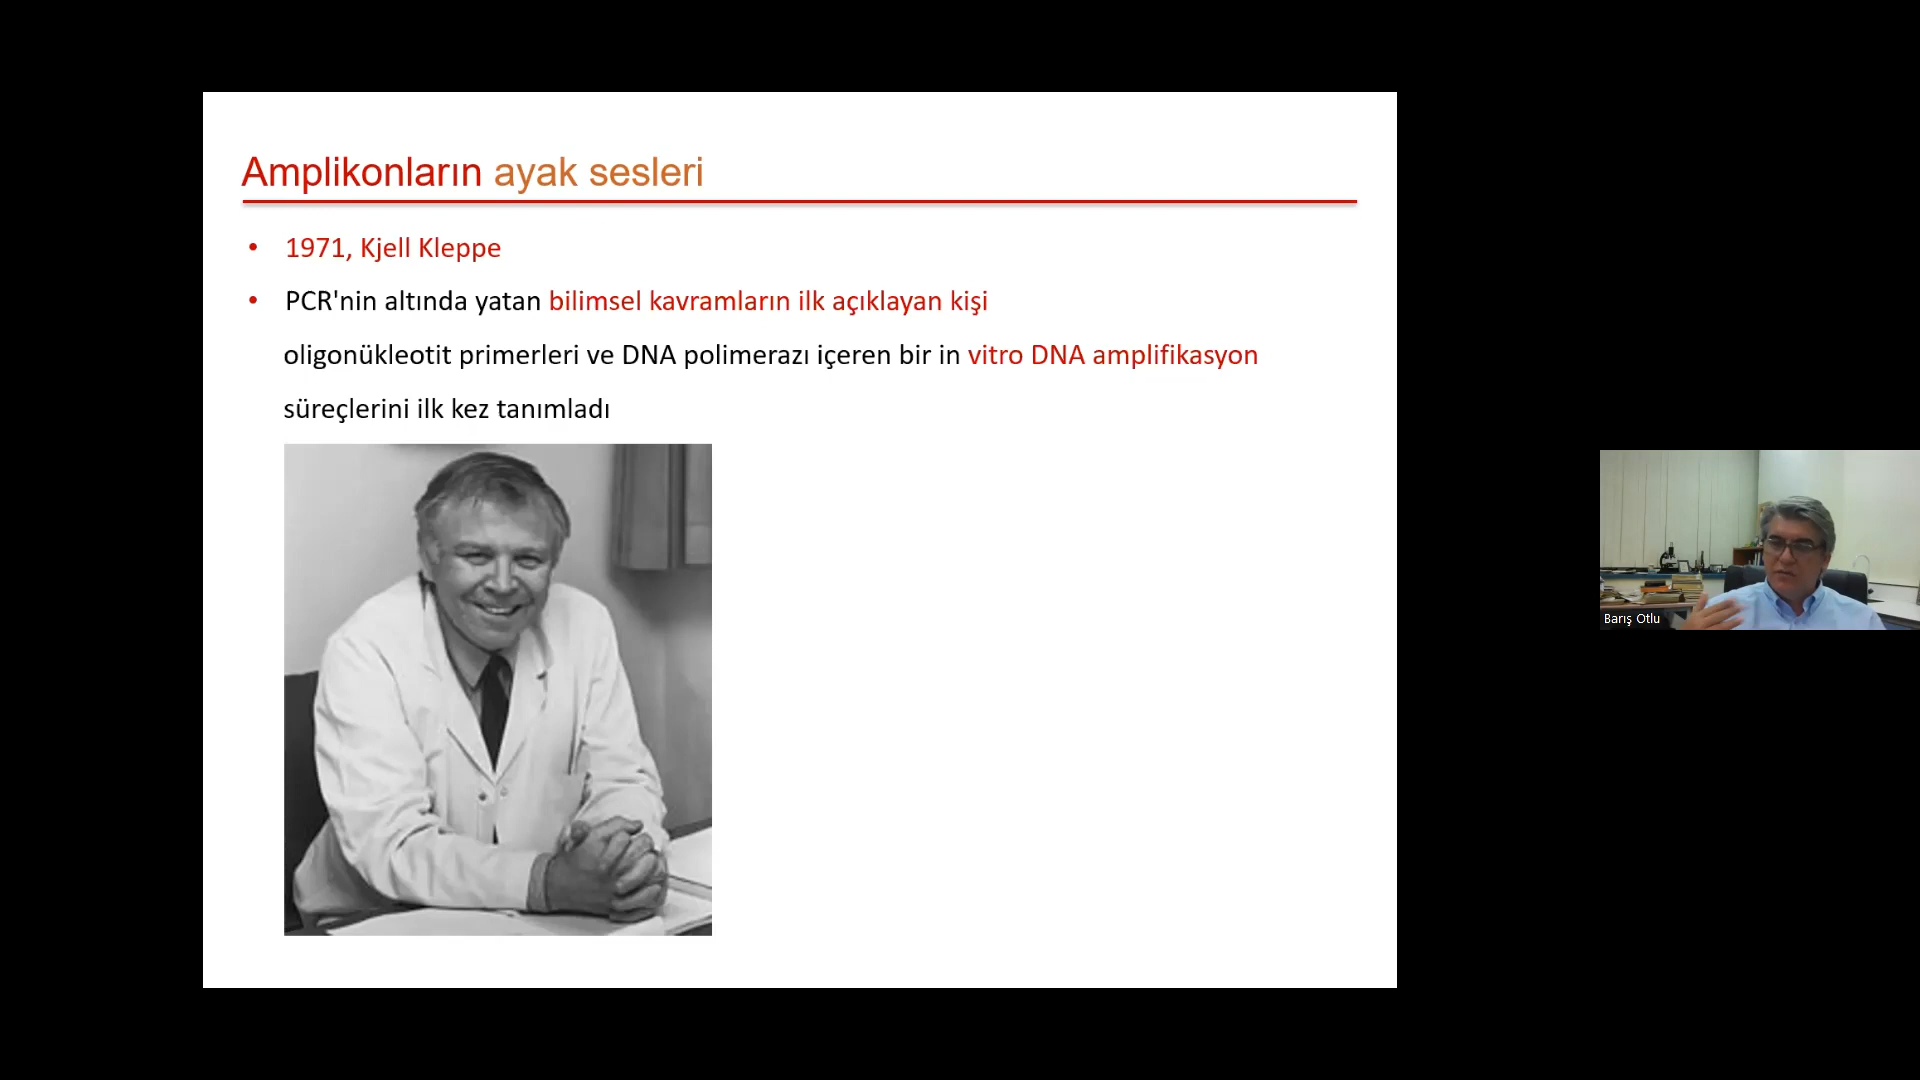 Amplikonların ayak sesleri
• 1971, Kjell Kleppe
• PCR'nin altında yatan bilimsel kavramların ilk açıklayan kişi
oligonükleotit primerleri ve DNA polimerazı içeren bir in vitro DNA amplifikasyon
süreçlerini ilk kez tanımladı
Barış Otlu